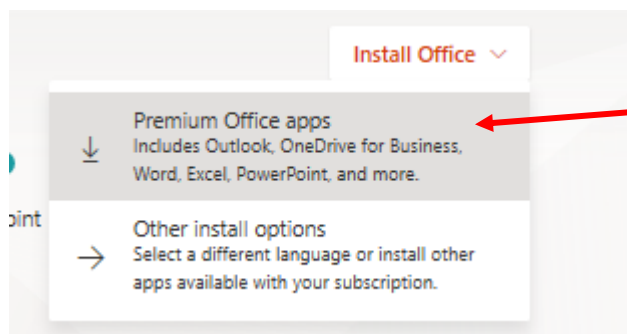 Install Office
Premium Office apps
Includes Outlook, OneDrive for Business,
Word, Excel, PowerPoint, and more.
oint
Other install options
Select a different language or install other
apps available with your subscription.